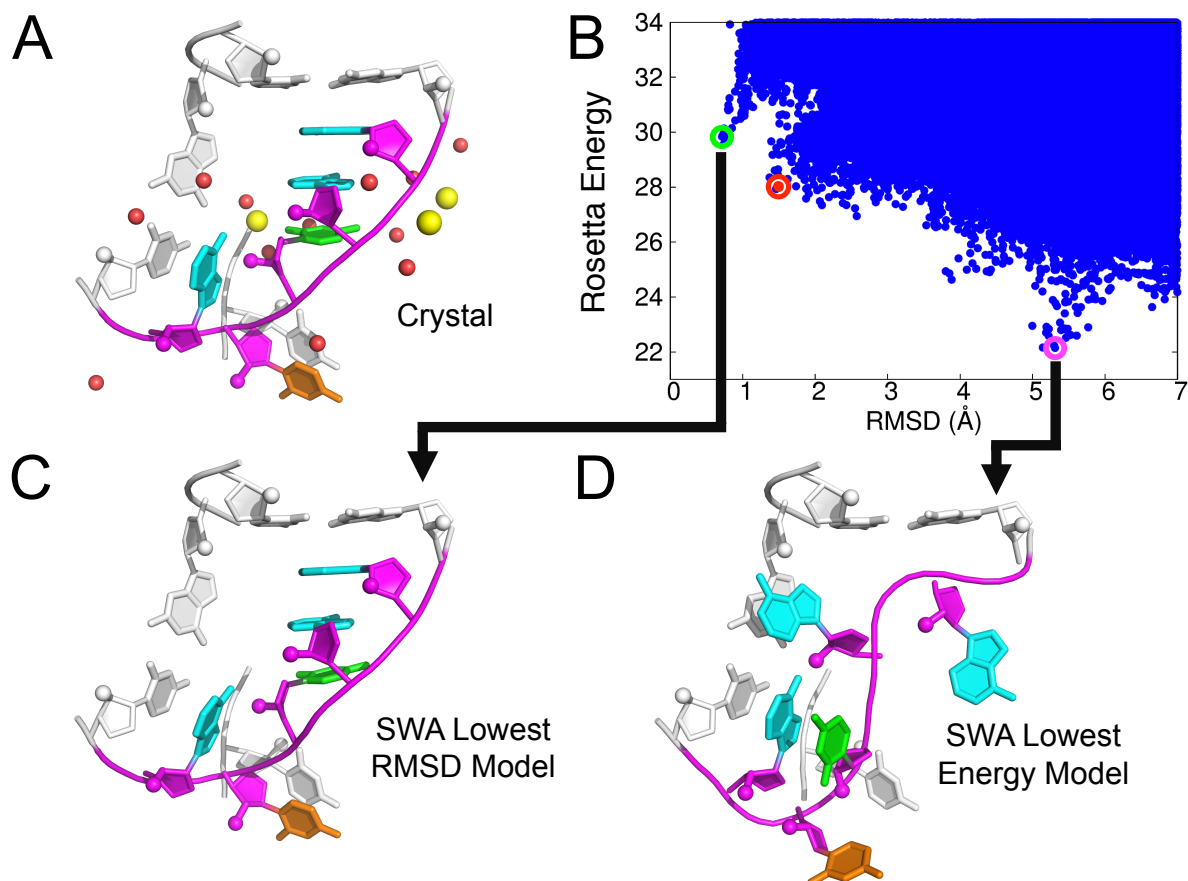 A
B
34
32
30
28
26
24
22
Rosetta Energy
0
1
2
3
4
5
6
7
RMSD (Å)
Crystal
C
D
SWA Lowest
RMSD Model
SWA Lowest
Energy Model